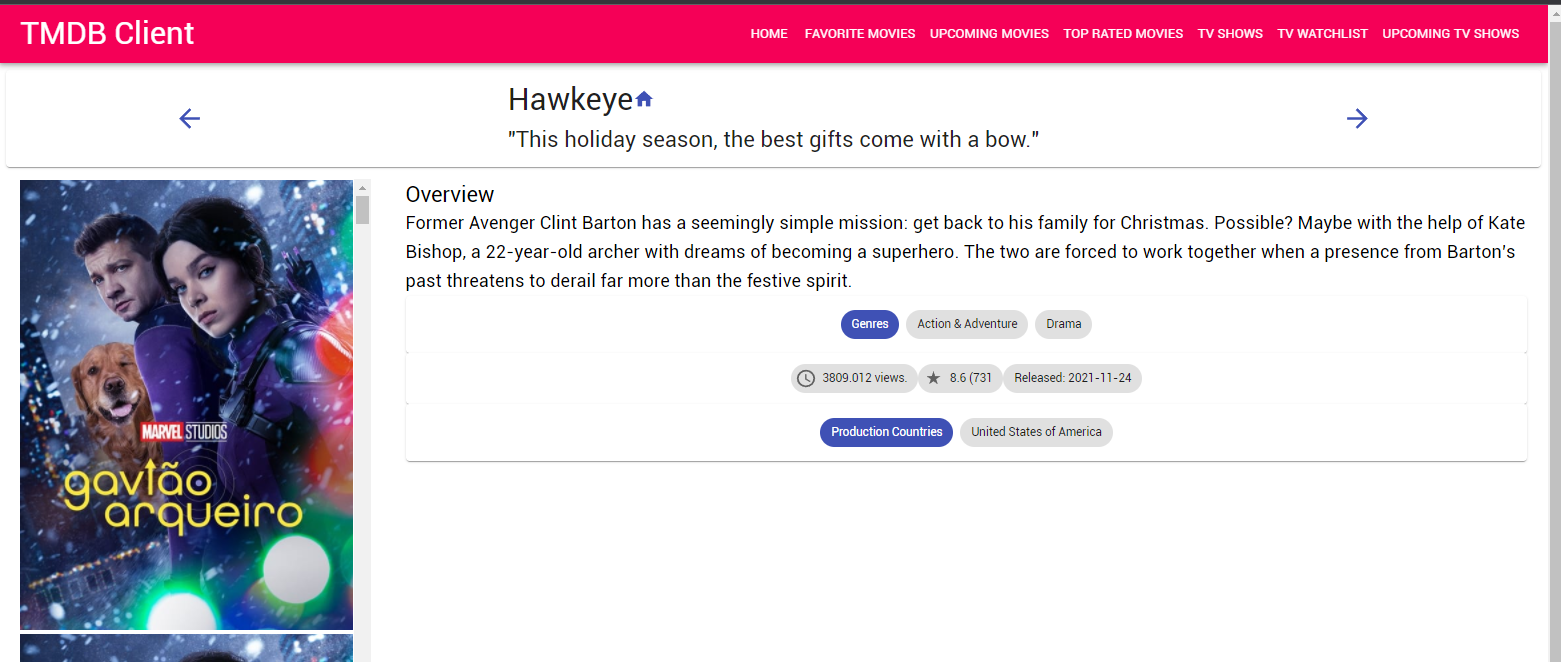 TMDB Client
HOME FAVORITE MOVIES UPCOMING MOVIES TOP RATED MOVIES TV SHOWS TV WATCHLIST UPCOMING TV SHOWS
Hawkeye
"This holiday season, the best gifts come with a bow."
MARVEL STUDIOS
gavião
arqueiro
Overview
Former Avenger Clint Barton has a seemingly simple mission: get back to his family for Christmas. Possible? Maybe with the help of Kate
Bishop, a 22-year-old archer with dreams of becoming a superhero. The two are forced to work together when a presence from Barton's
past threatens to derail far more than the festive spirit.
Genres Action & Adventure Drama
3809.012 views. 8.6 (731 Released: 2021-11-24
Production Countries United States of America